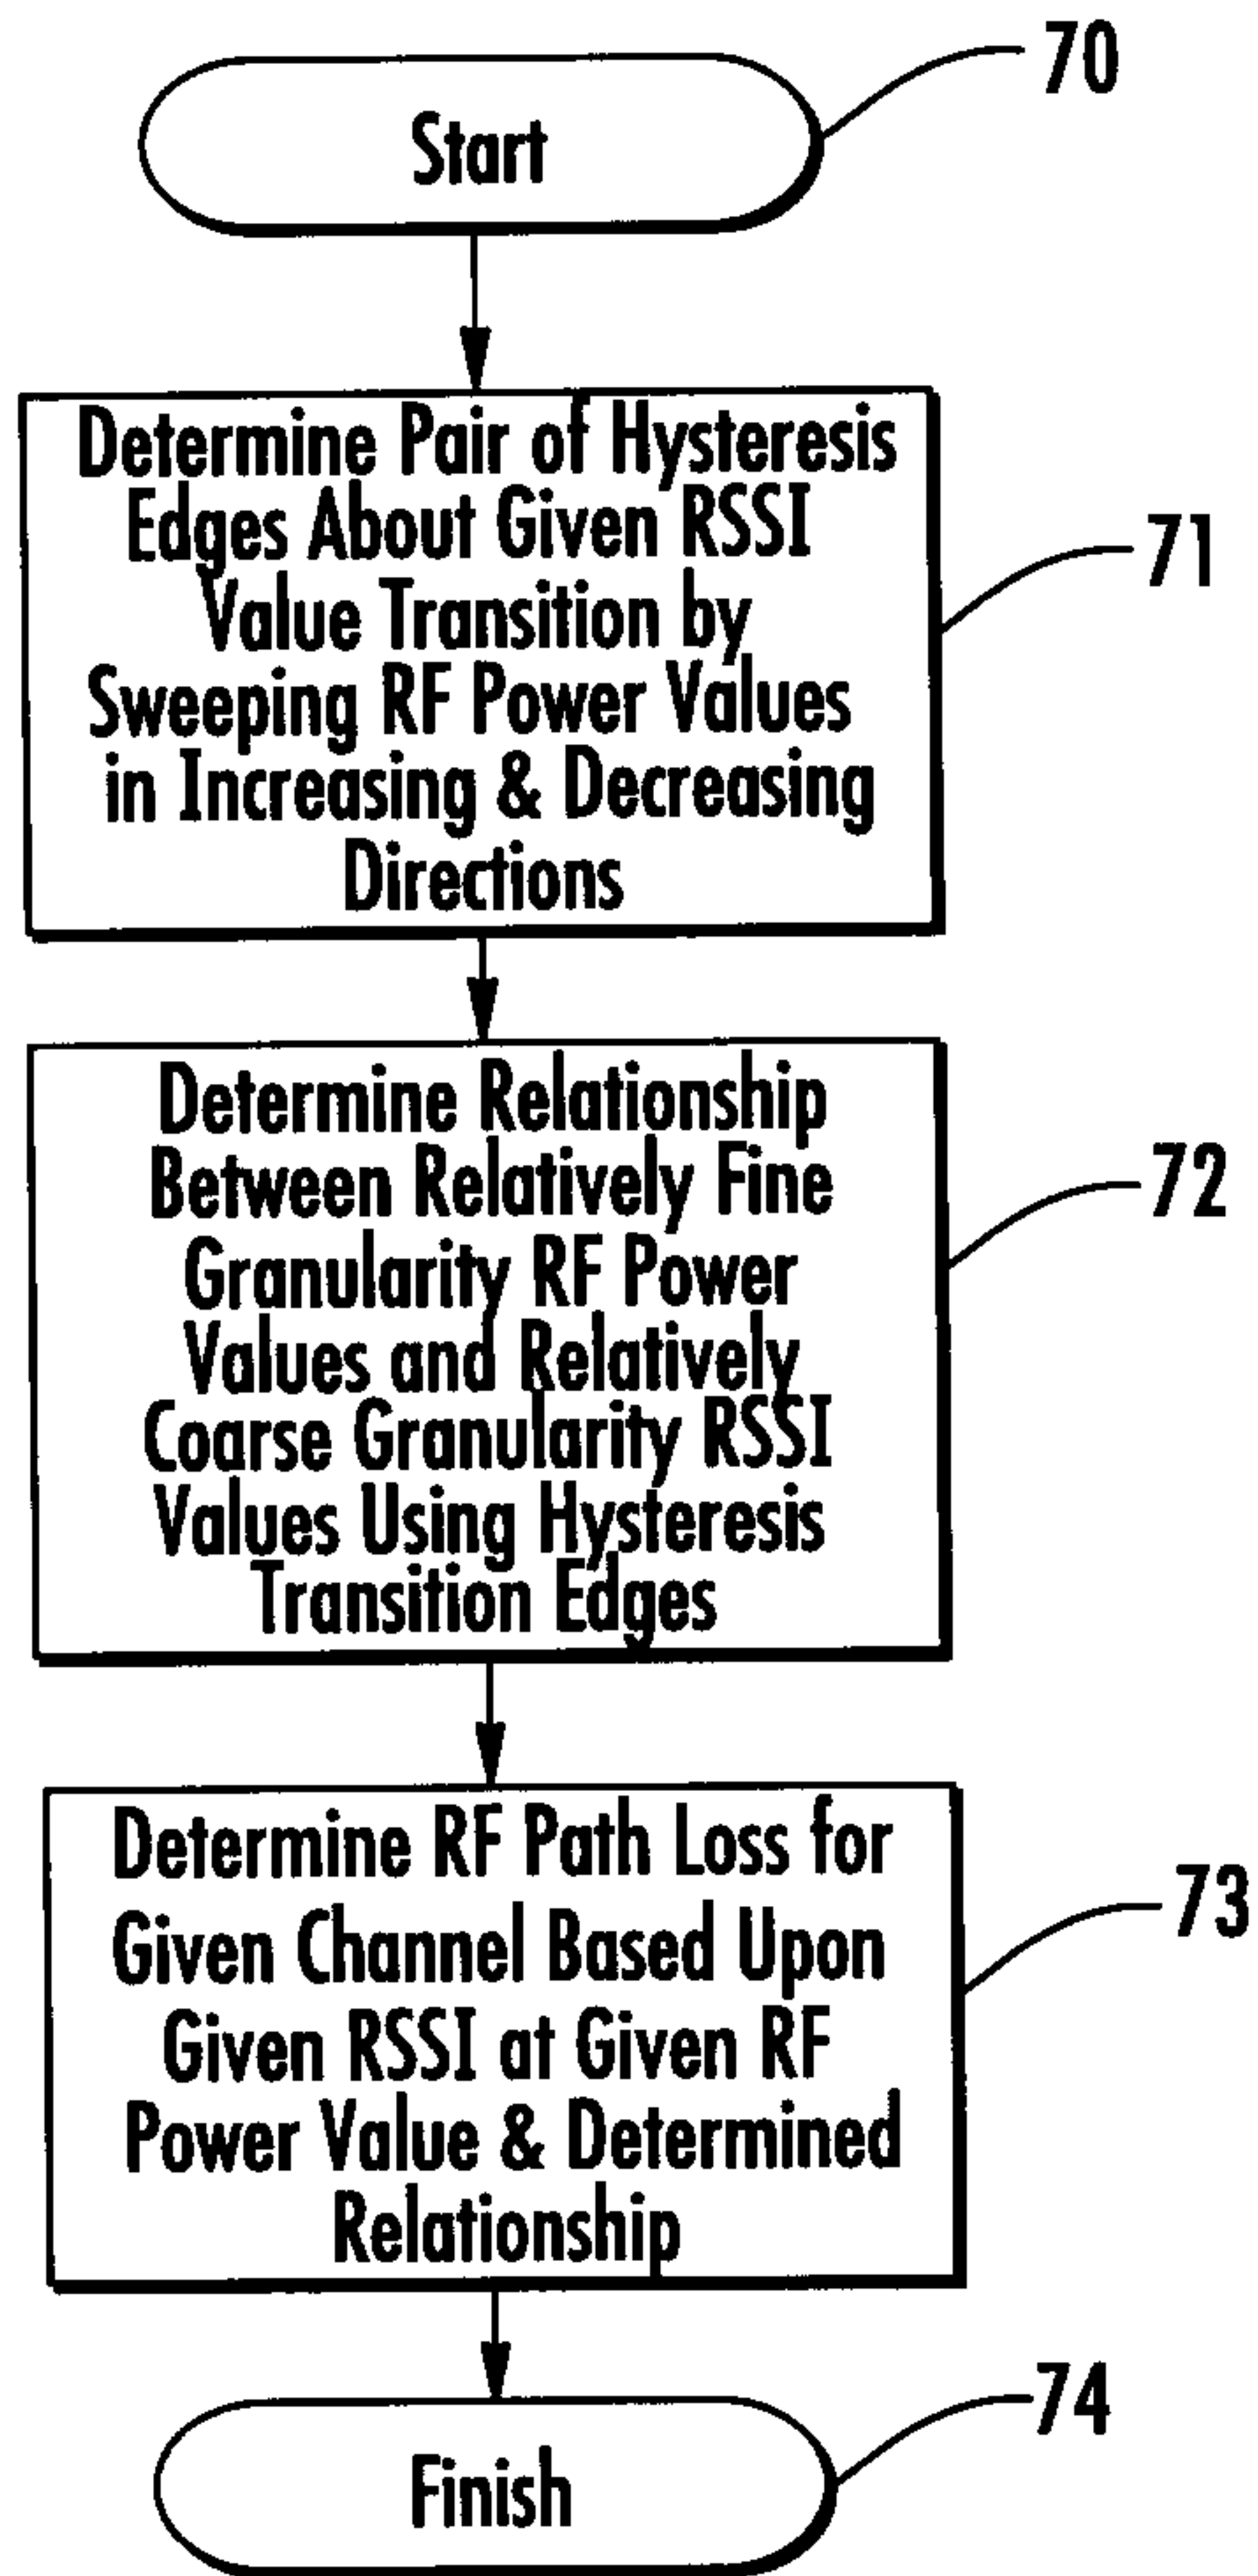 70
Start
Determine Pair of Hysteresis
Edges About Given RSSI
Value Transition by
Sweeping RF Power Values
in Increasing & Decreasing
Directions
71
Determine Relationship
Between Relatively Fine
Granularity RF Power
Values and Relatively
Coarse Granularity RSSI
Values Using Hysteresis
Transition Edges
72
Determine RF Path Loss for
Given Channel Based Upon
Given RSSI at Given RF
Power Value & Determined
Relationship
73
Finish
74